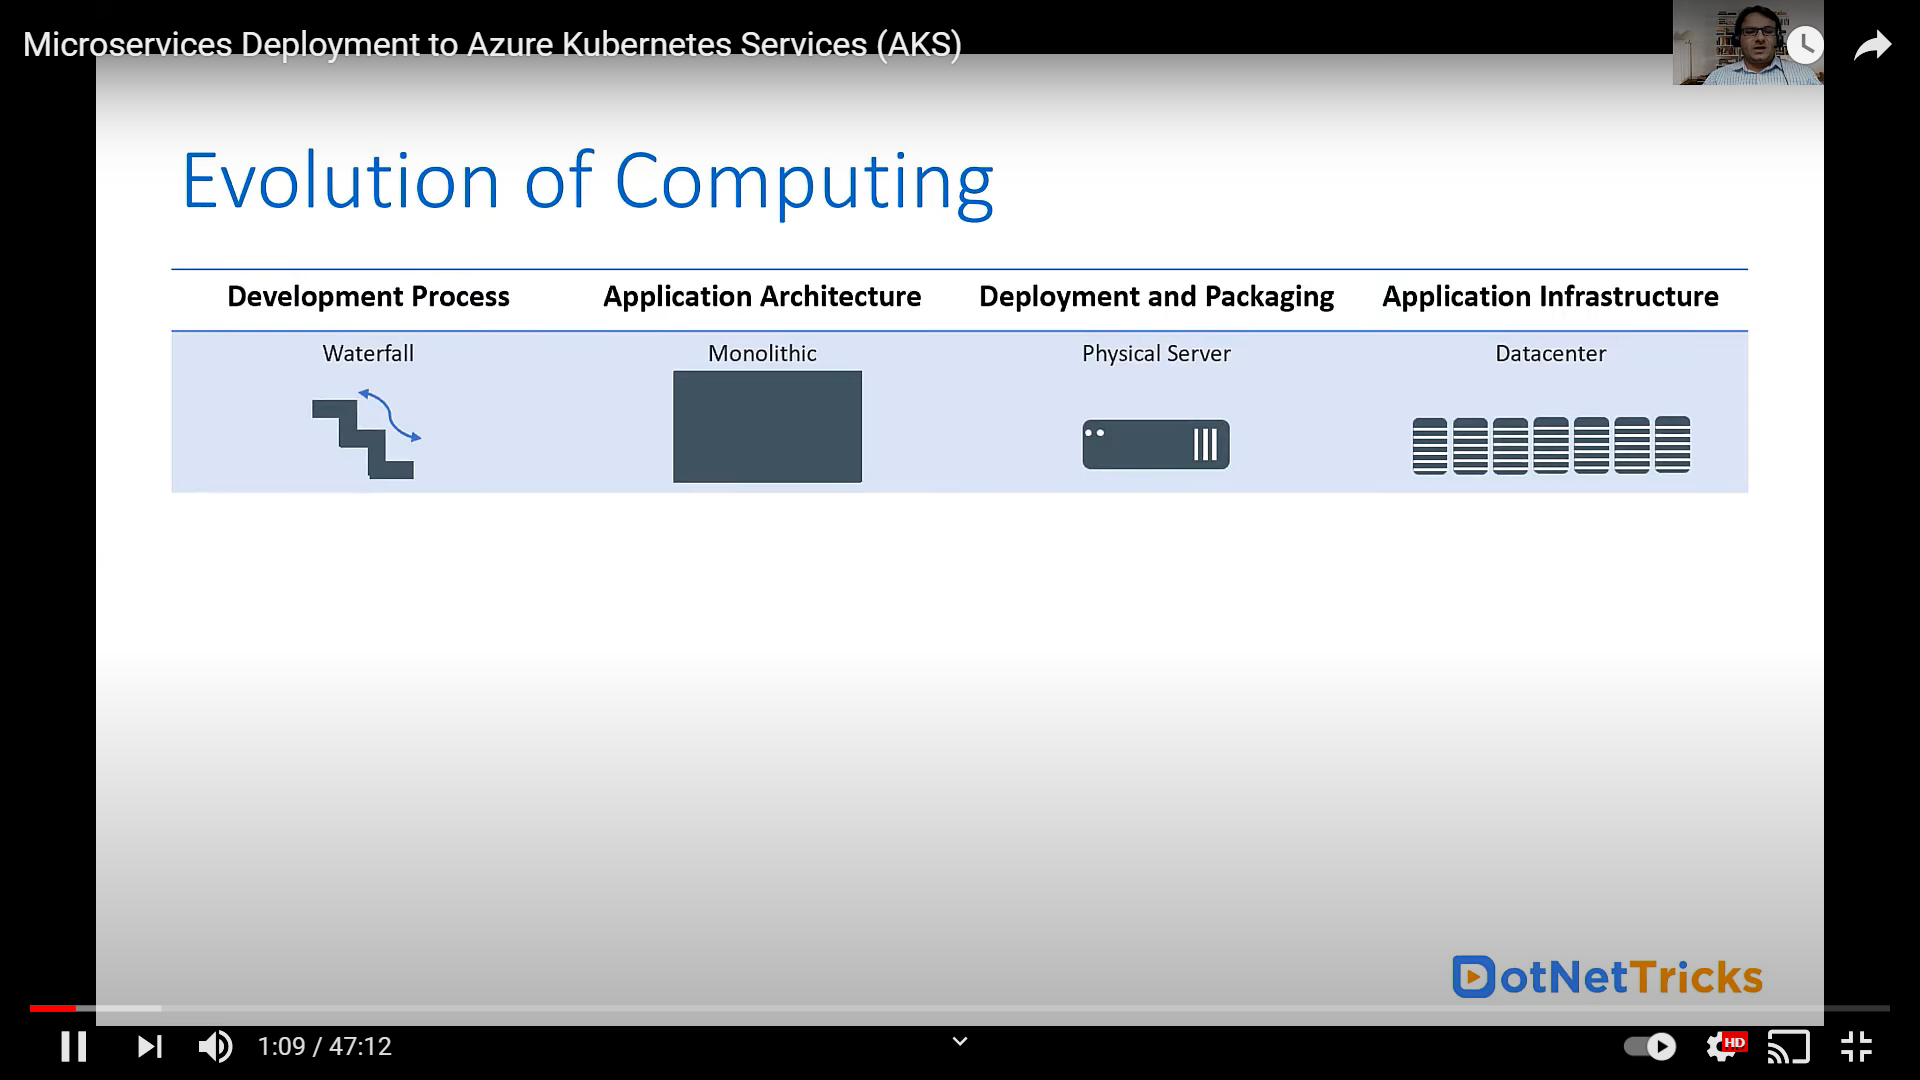 Microservices Deployment to Azure Kubernetes Services (AKS)
Evolution of Computing
Development Process Application Architecture Deployment and Packaging Application Infrastructure
Waterfall Monolithic Physical Server Datacenter
DotNetTricks
1:09 / 47:12
HD